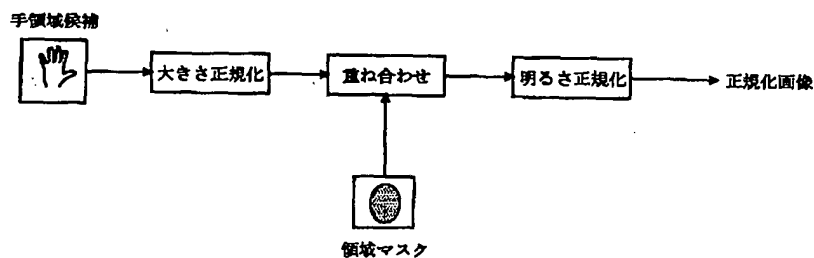 手領域候補
大きさ正規化
重ね合わせ
明るさ正規化
正規化画像
領域マスク